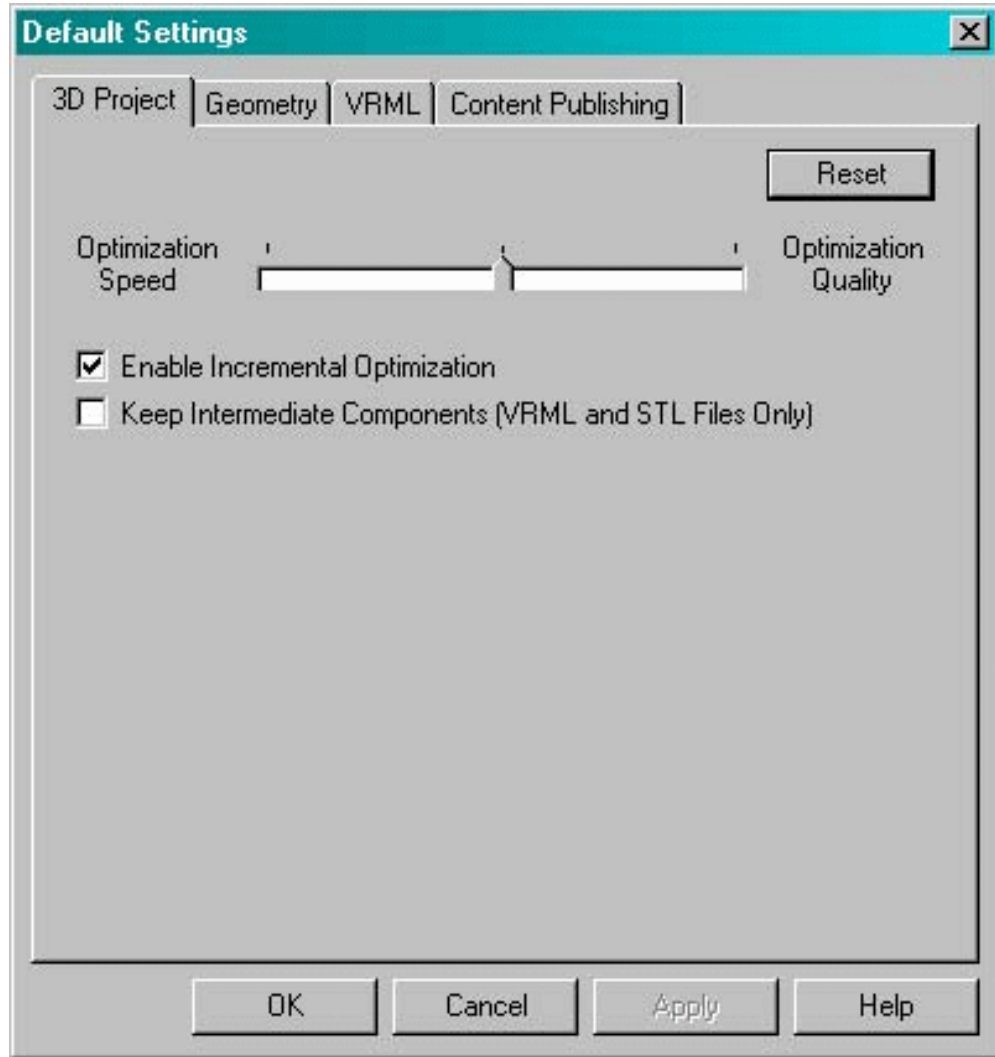 Default Settings
3D Project Geometry VRML Content Publishing
Reset
Optimization
Speed
Optimization
Quality
Enable Incremental Optimization
Keep Intermediate Components (VRML and STL Files Only)
OK Cancel Apply Help